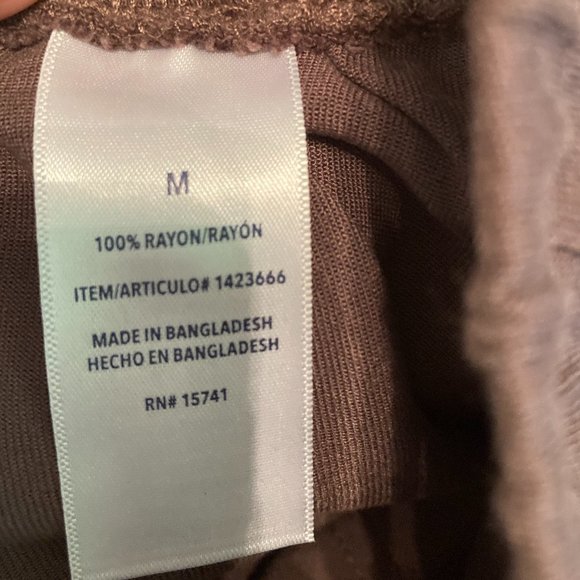 M
100% RAYON/RAYÓN
ITEM/ARTICULO# 1423666
MADE IN BANGLADESH
HECHO EN BANGLADESH
RN# 15741